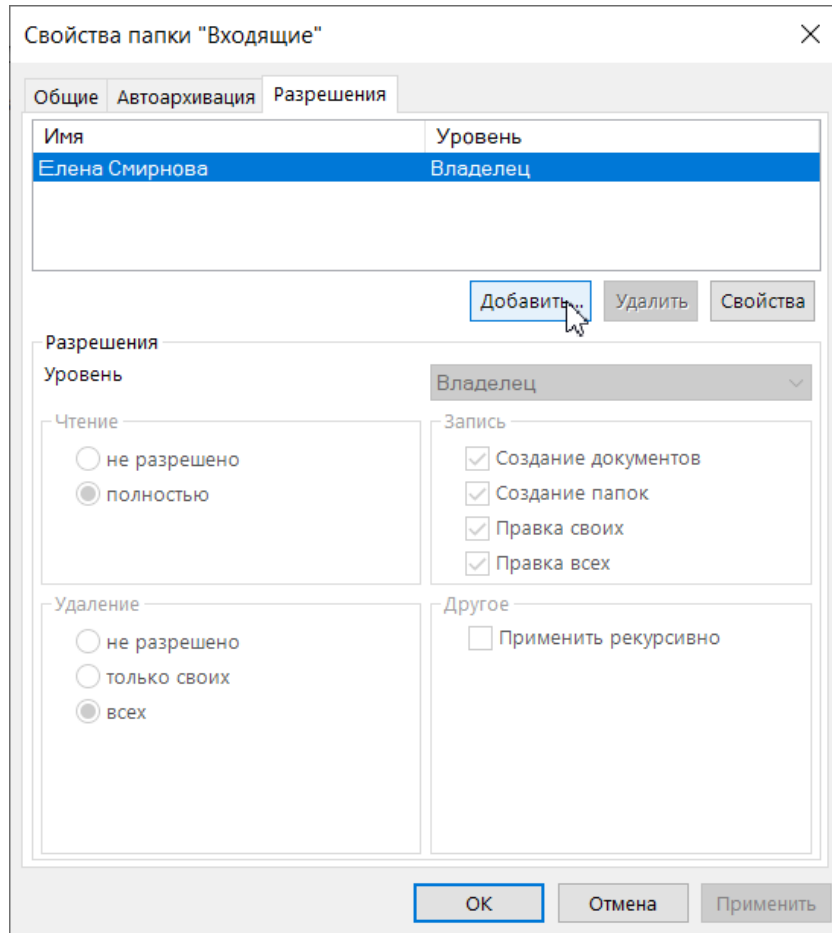 Свойства папки "Входящие"
Общие Автоархивация Разрешения
Имя Уровень
Елена Смирнова Владелец
Добавить... Удалить Свойства
Разрешения
Уровень Владелец
Чтение
не разрешено
полностью
Запись
Создание документов
Создание папок
Правка своих
Правка всех
Удаление
не разрешено
только своих
всех
Другое
Применить рекурсивно
ОК Отмена Применить